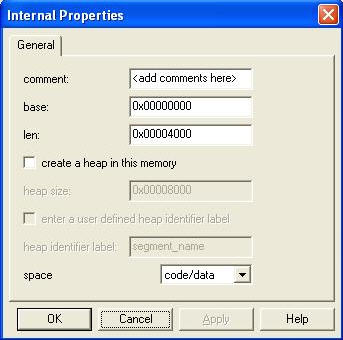 Internal Properties
General
comment: <add comments here>
base: 0x00000000
len: 0x00004000
create a heap in this memory
heap size: 0x00008000
enter a user defined heap identifier label
heap identifier label: segment_name
space code/data
OK Cancel Apply Help